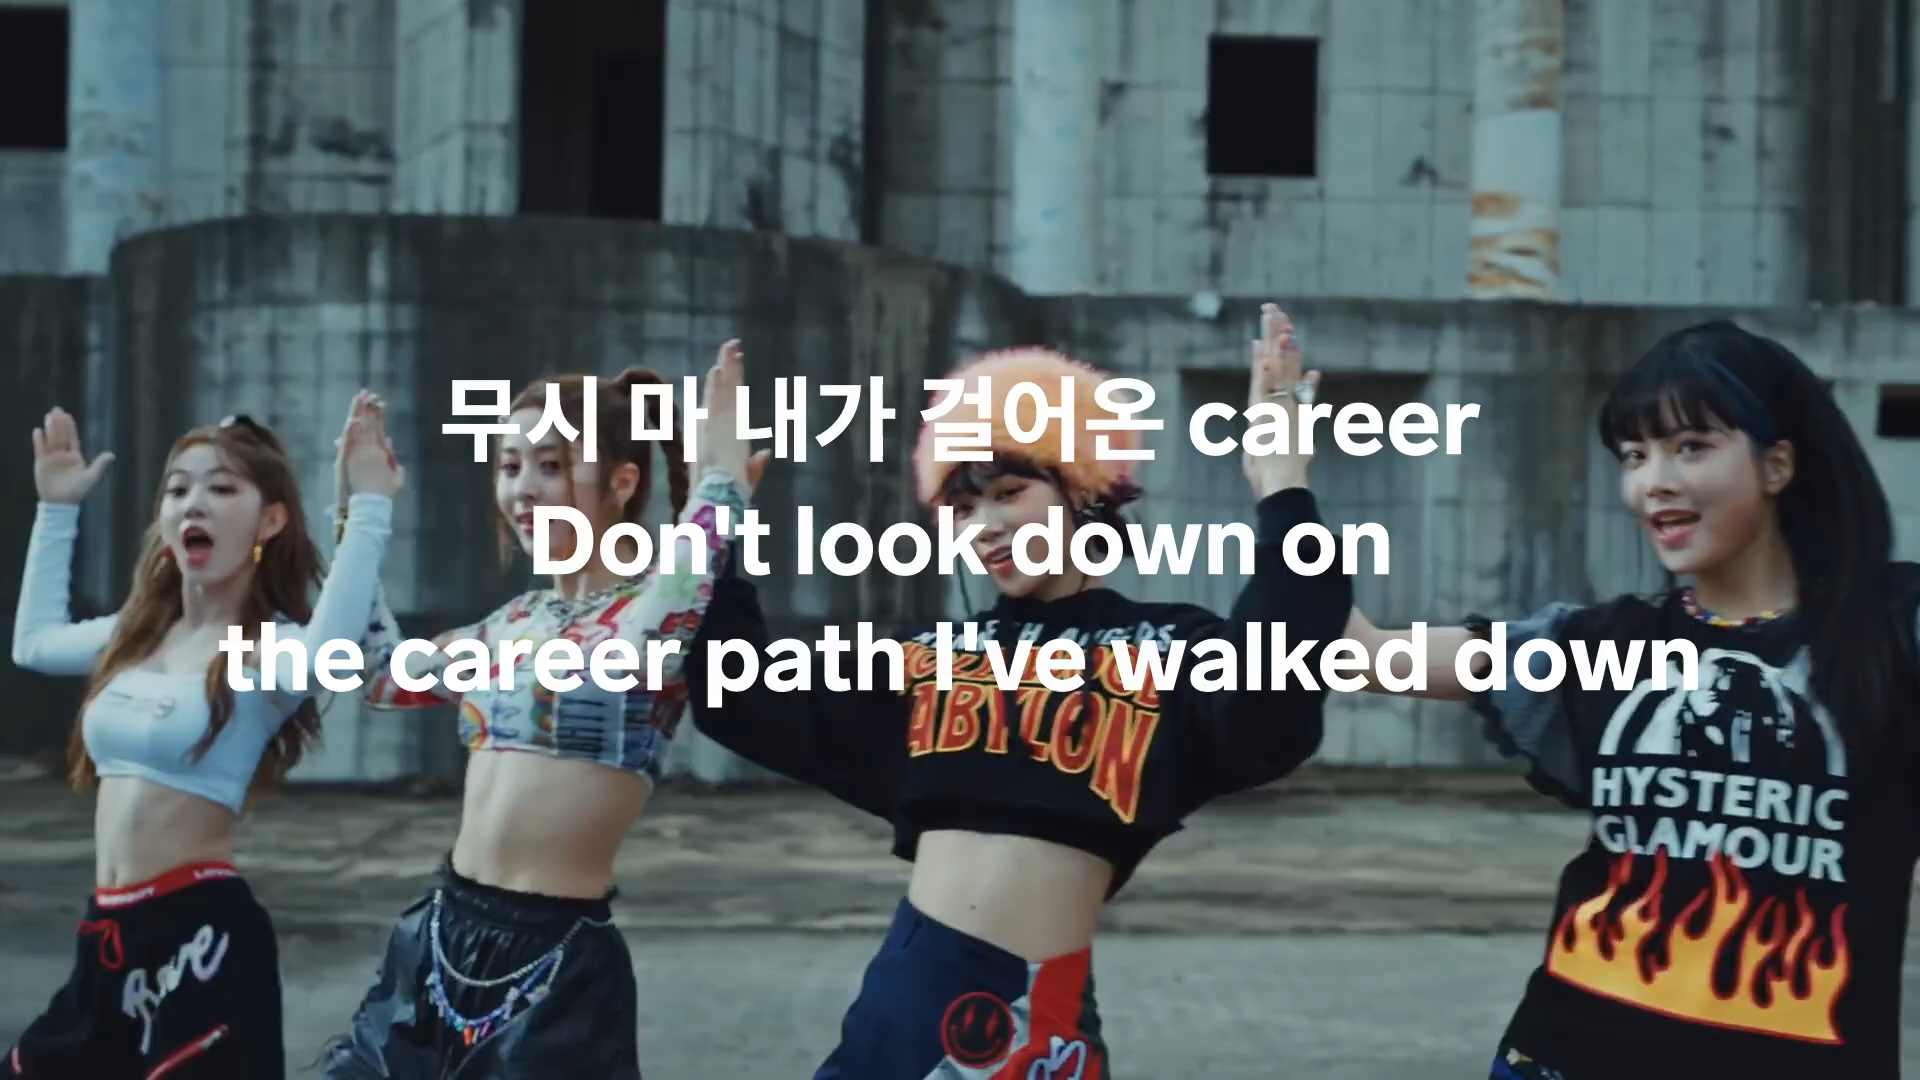 무시 마 내가 걸어온 career
Don't look down on
the career path I've walked down
BABYLON
HYSTERIC
GLAMOUR
Rave